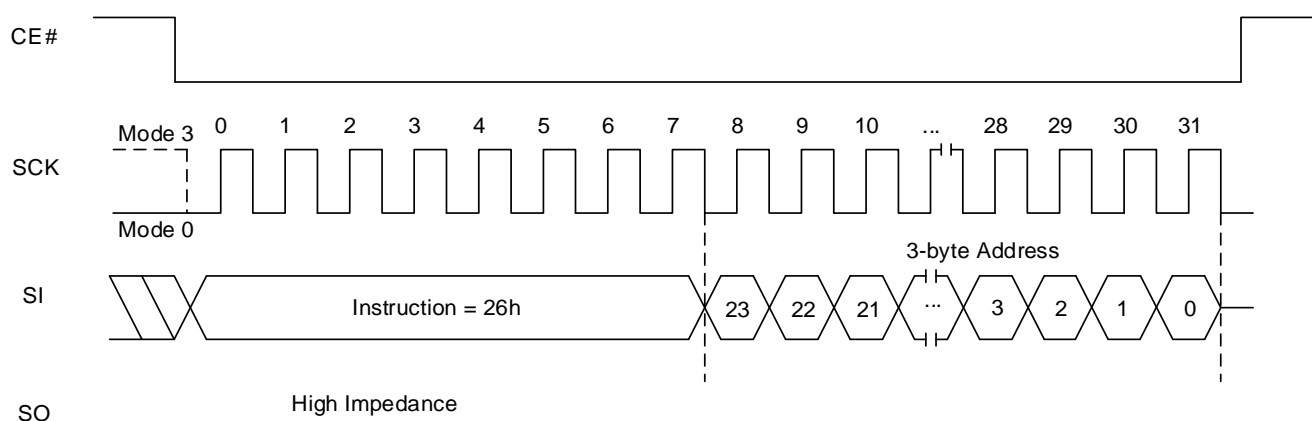 CE#
Mode 3
0 1 2 3 4 5 6 7 8 9 10 ... 28 29 30 31
SCK
Mode 0
3-byte Address
SI
Instruction = 26h
23 22 21 ... 3 2 1 0
High Impedance
SO